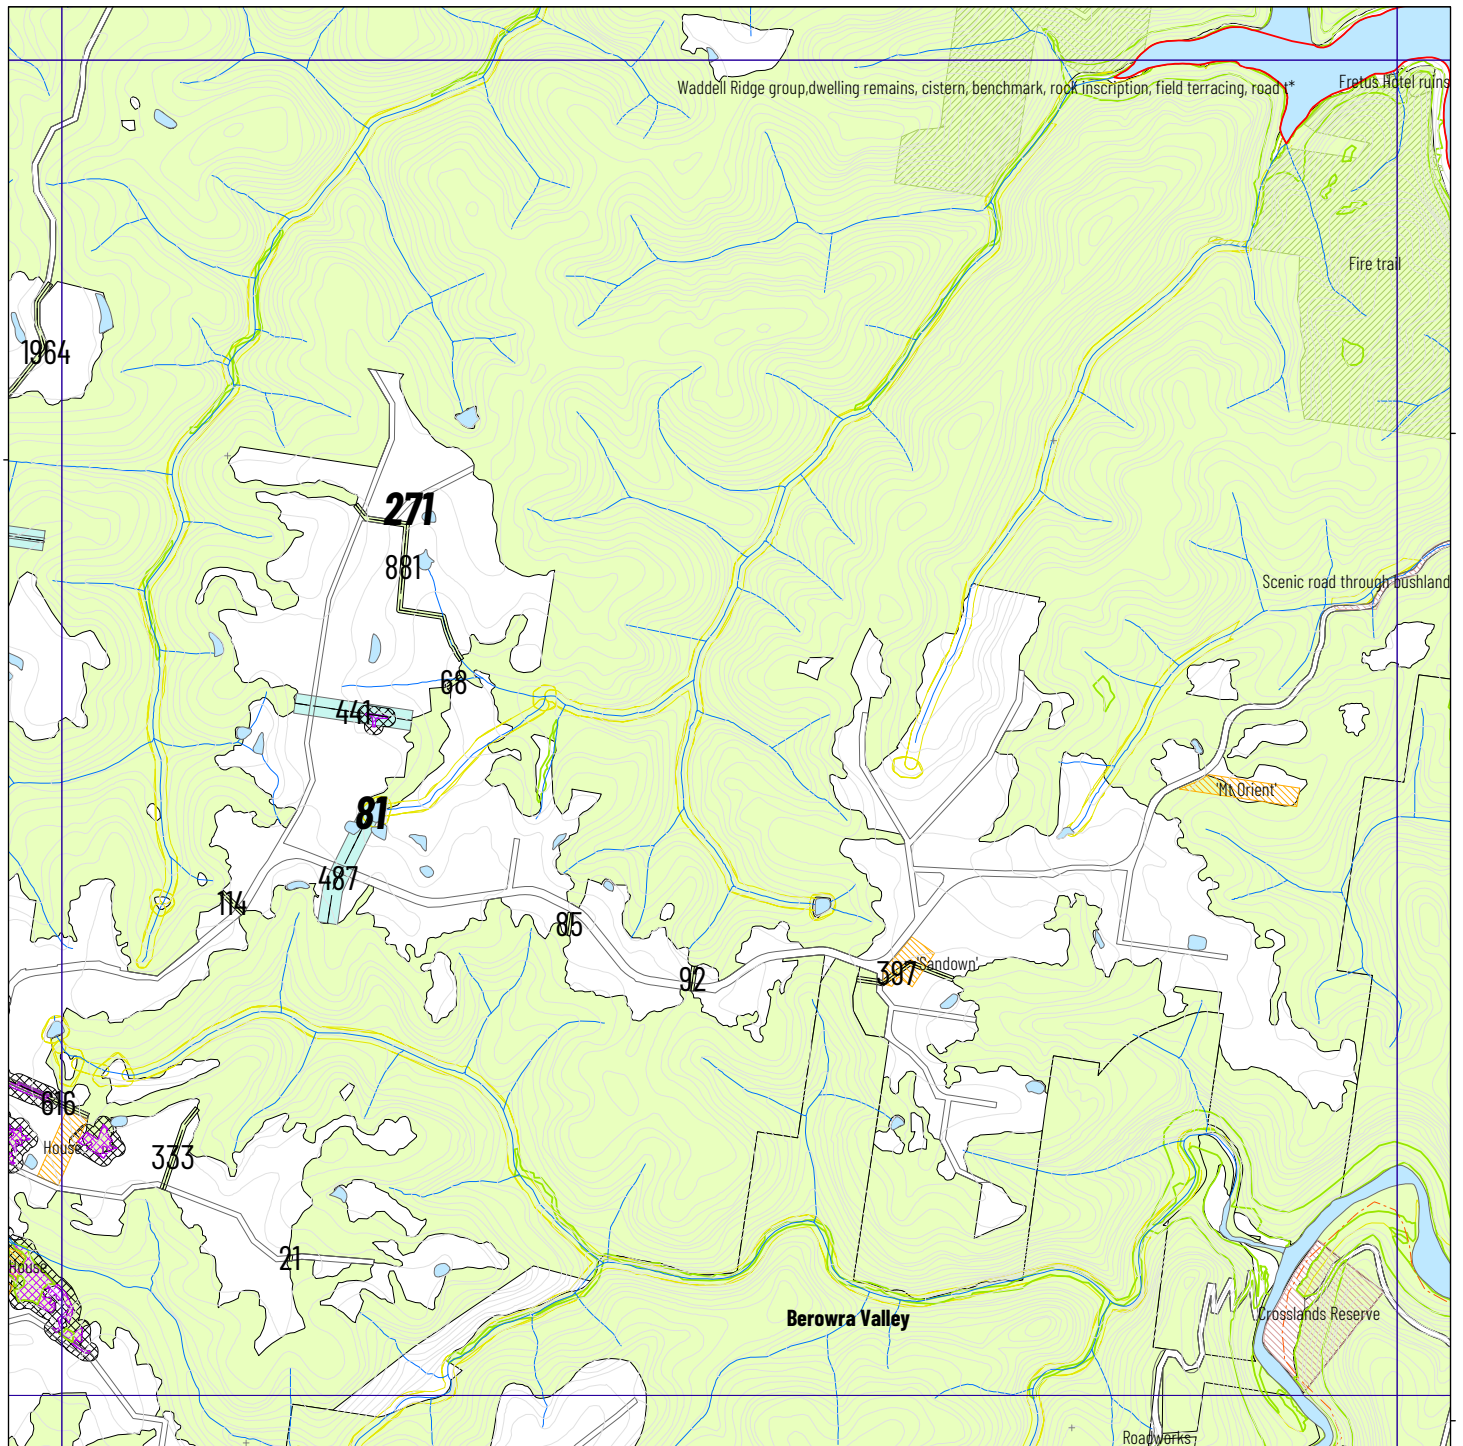 Waddell Ridge group,dwelling remains, cistern, benchmark, rock inscription, field terracing, road
Fretus Hotel ruins
Fire trail
1964
271
881
Scenic road through bushland
68
441
'Mt Orient'
81
487
114
85
92
397
'Sandown'
616
House
333
21
House
Crosslands Reserve
Berowra Valley
Roadworks